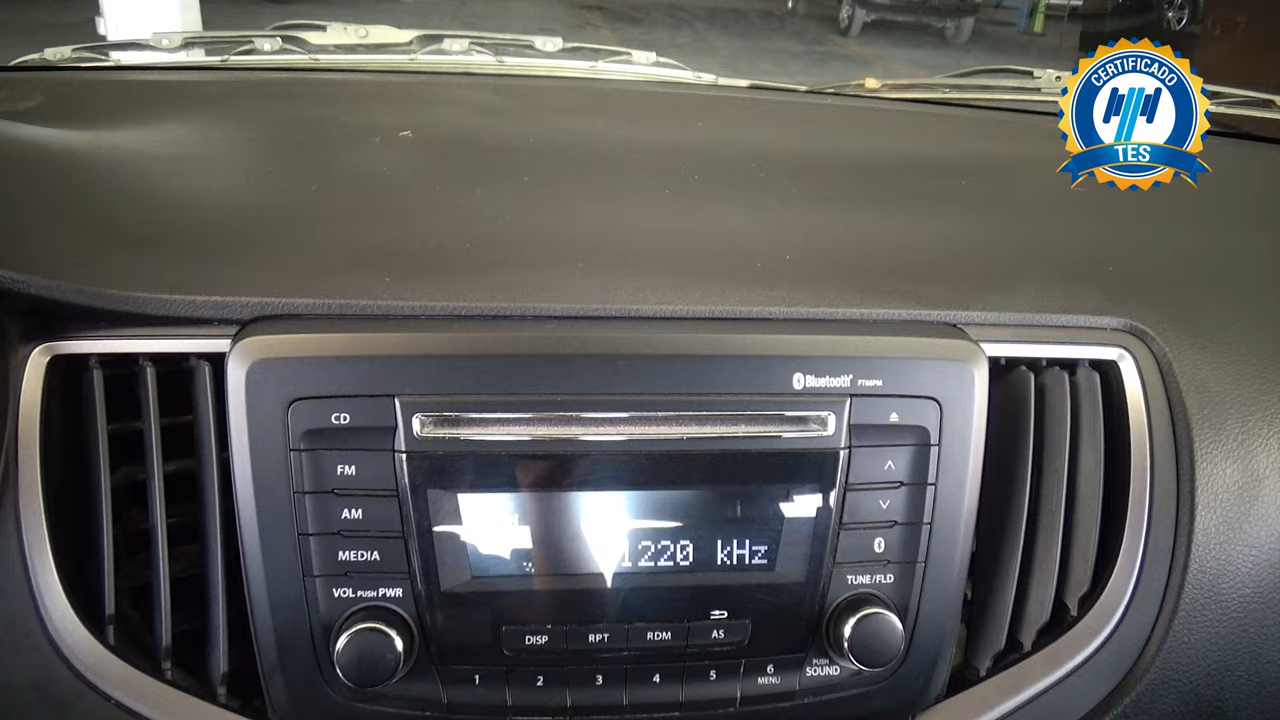 CERTIFICADO
TES
Bluetooth® FT68PM
CD
FM
AM
MEDIA
VOL PUSH PWR
1220 kHz
TUNE/FLD
DISP
RPT
RDM
AS
1
2
3
4
5
6
MENU
PUSH
SOUND